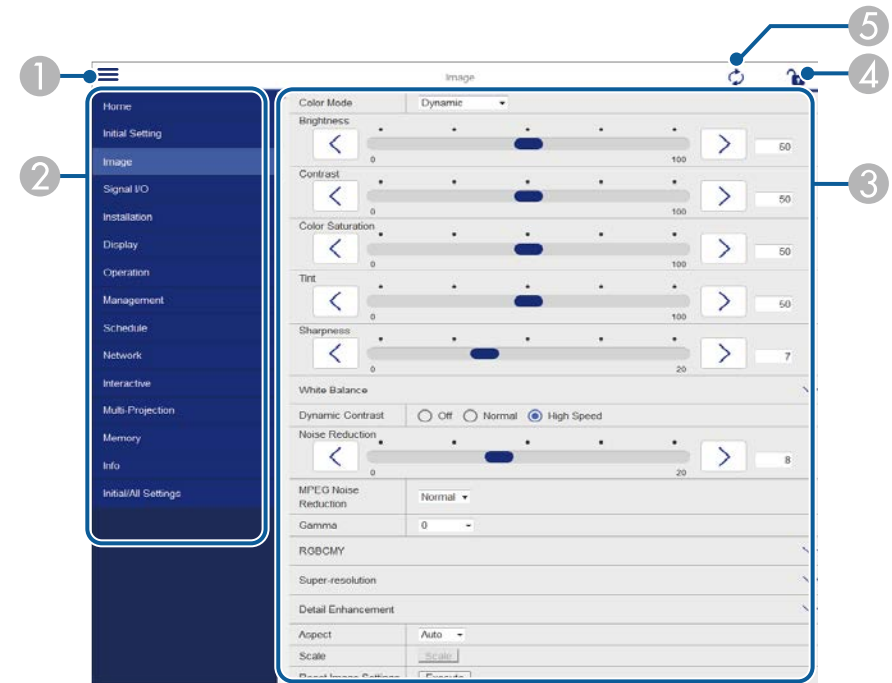 5
1
4
Image
2
3
Home
Initial Setting
Image
Signal I/O
Installation
Display
Operation
Management
Schedule
Network
Interactive
Multi-Projection
Memory
Info
Initial/All Settings
Color Mode Dynamic
Brightness
0 100 50
Contrast
0 100 50
Color Saturation
0 100 50
Tint
0 100 50
Sharpness
0 20 7
White Balance
Dynamic Contrast Off Normal High Speed
Noise Reduction
0 20 8
MPEG Noise
Reduction Normal
Gamma 0
RGBCMY
Super-resolution
Detail Enhancement
Aspect Auto
Scale Scale
Reset Image Settings Execute